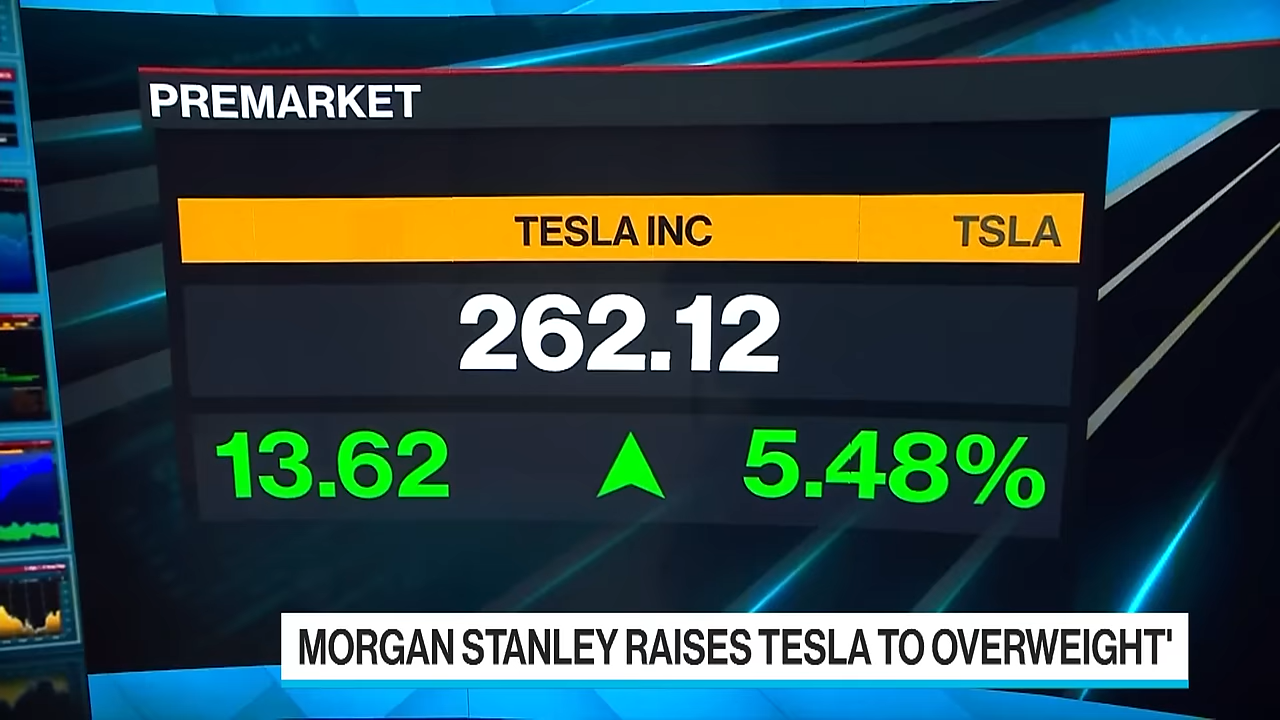 PREMARKET
TESLA INC TSLA
262.12
13.62 ▲ 5.48%
MORGAN STANLEY RAISES TESLA TO OVERWEIGHT'